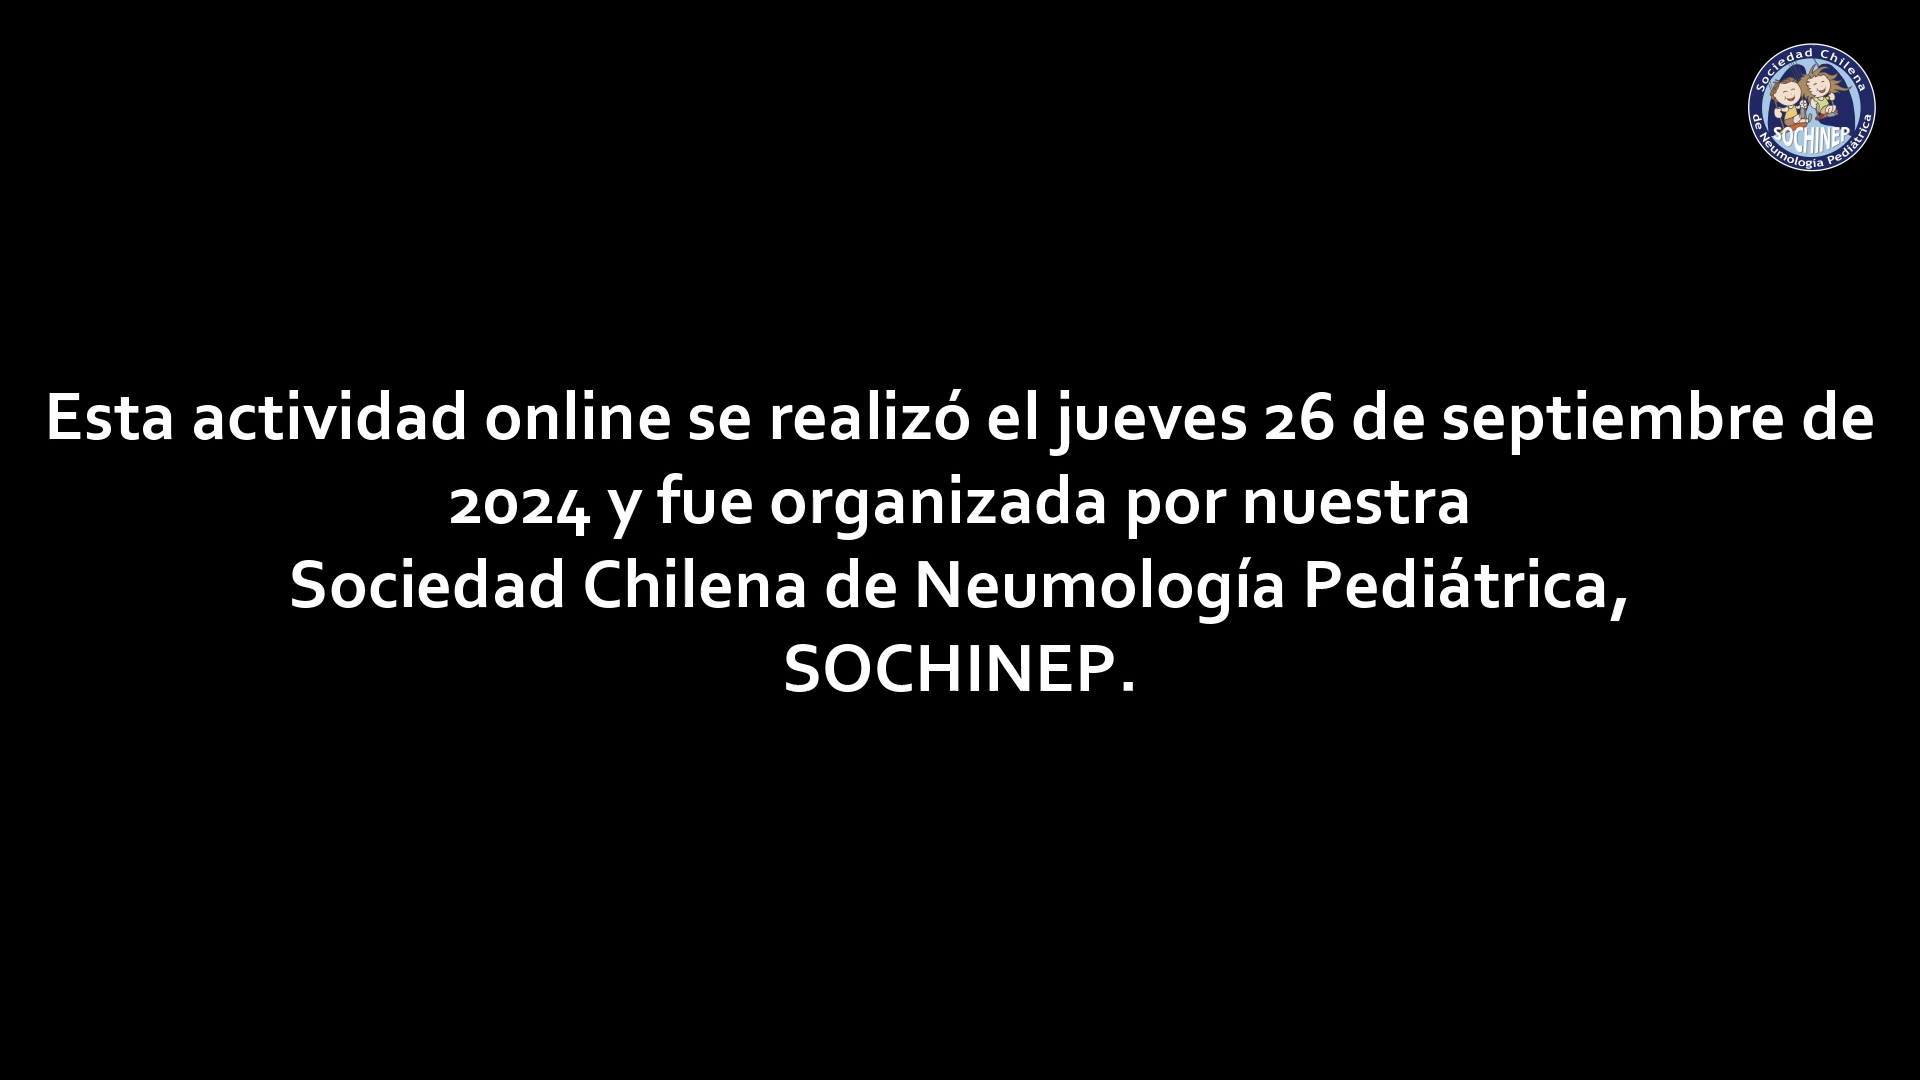 Sociedad Chilena
de Neumología Pediátrica
SOCHINEP
Esta actividad online se realizó el jueves 26 de septiembre de
2024 y fue organizada por nuestra
Sociedad Chilena de Neumología Pediátrica,
SOCHINEP.